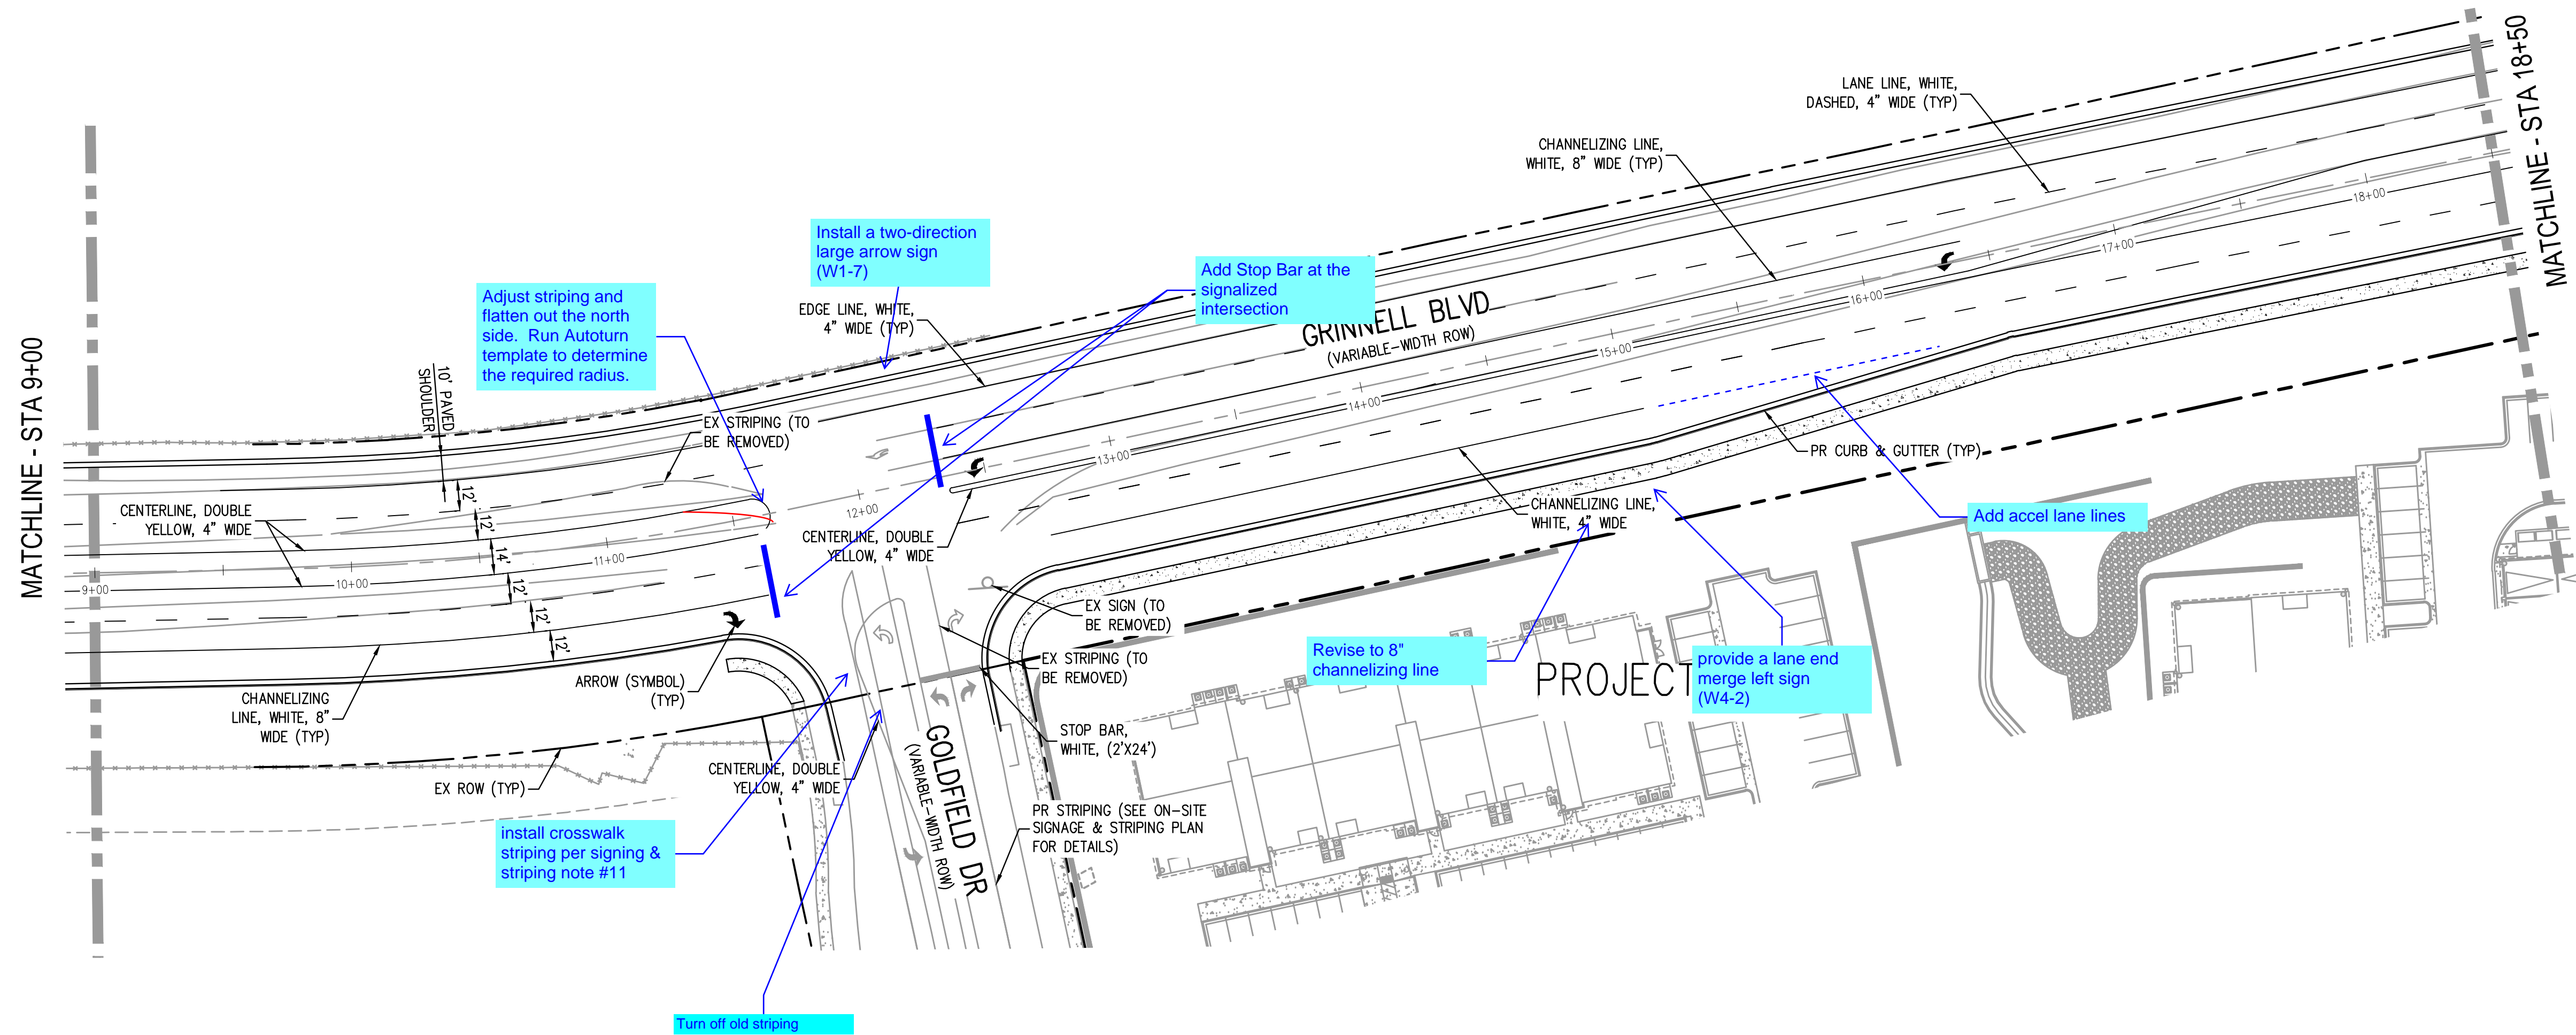 MATCHLINE - STA 9+00
MATCHLINE - STA 18+50
LANE LINE, WHITE,
DASHED, 4" WIDE (TYP)
CHANNELIZING LINE,
WHITE, 8" WIDE (TYP)
Install a two-direction
large arrow sign
(W1-7)
Add Stop Bar at the
signalized
intersection
Adjust striping and
flatten out the north
side. Run Autoturn
template to determine
the required radius.
EDGE LINE, WHITE,
4" WIDE (TYP)
GRINNELL BLVD
(VARIABLE-WIDTH ROW)
10' PAVED
SHOULDER
EX STRIPING (TO
BE REMOVED)
12'
12'
14'
12'
12'
12'
CENTERLINE, DOUBLE
YELLOW, 4" WIDE
9+00
10+00
11+00
12+00
13+00
14+00
15+00
16+00
17+00
18+00
CENTERLINE, DOUBLE
YELLOW, 4" WIDE
PR CURB & GUTTER (TYP)
CHANNELIZING LINE,
WHITE, 4" WIDE
Add accel lane lines
EX SIGN (TO
BE REMOVED)
EX STRIPING (TO
BE REMOVED)
Revise to 8"
channelizing line
PROJECT
provide a lane end
merge left sign
(W4-2)
CHANNELIZING
LINE, WHITE, 8"
WIDE (TYP)
ARROW (SYMBOL)
(TYP)
STOP BAR,
WHITE, (2'X24')
EX ROW (TYP)
CENTERLINE, DOUBLE
YELLOW, 4" WIDE
GOLDFIELD DR
(VARIABLE-WIDTH ROW)
PR STRIPING (SEE ON-SITE
SIGNAGE & STRIPING PLAN
FOR DETAILS)
install crosswalk
striping per signing &
striping note #11
Turn off old striping